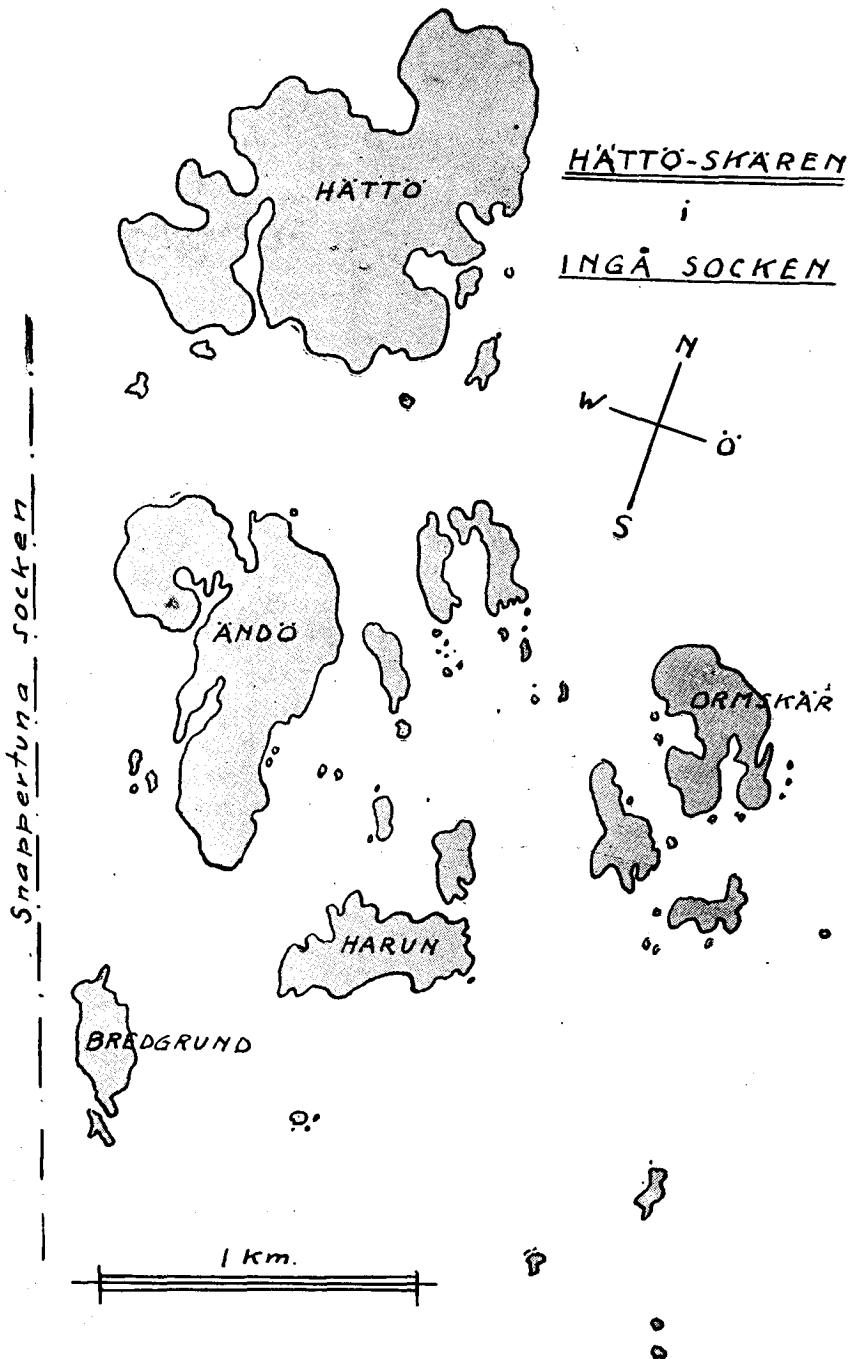 HÄTTÖ-SKÄREN
i
INGÅ SOCKEN
HÄTTÖ
N
W
Ö
S
Snappertuna socken
ÄNDÖ
ORMSKÄR
HARUN
BREDGRUND
1 km.